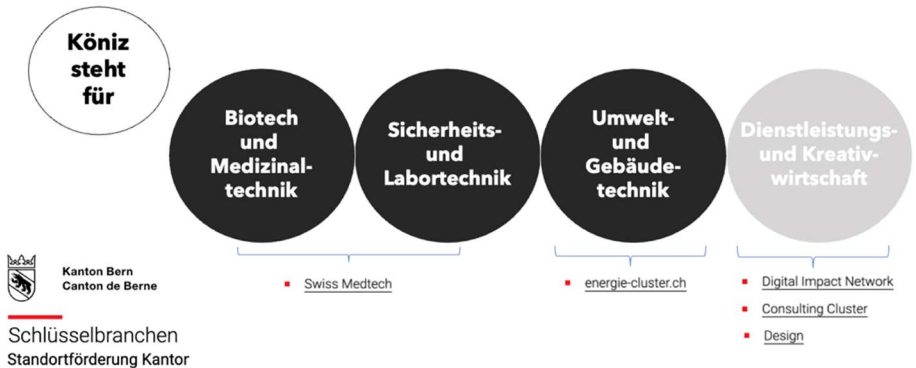 Köniz
steht
für
Biotech
und
Medizinal-
technik
Sicherheits-
und
Labortechnik
Umwelt-
und
Gebäude-
technik
Dienstleistungs-
und Kreativ-
wirtschaft
Swiss Medtech
energie-cluster.ch
Digital Impact Network
Consulting Cluster
Design
Kanton Bern
Canton de Berne
Schlüsselbranchen
Standortförderung Kanton